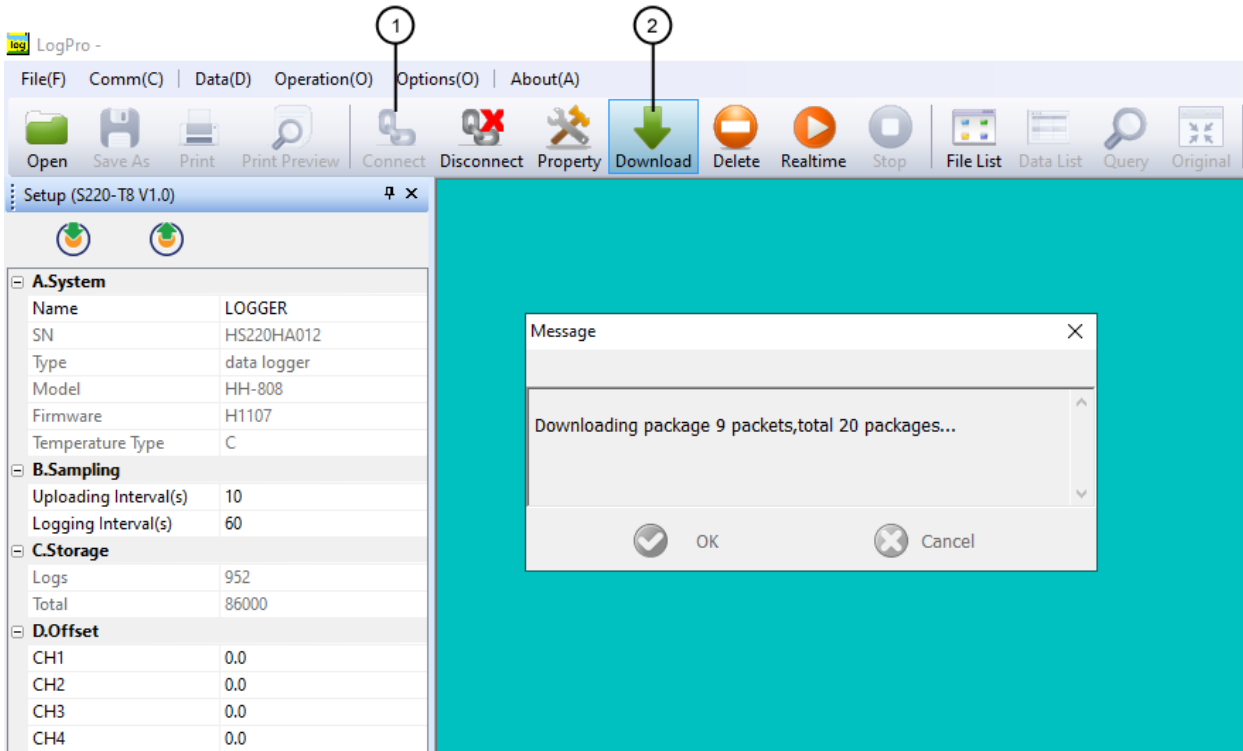 1 2
log LogPro -
File(F) Comm(C) Data(D) Operation(O) Options(O) About(A)
Open Save As Print Print Preview Connect Disconnect Property Download Delete Realtime Stop File List Data List Query Original
Setup (S220-T8 V1.0)
A.System
Name LOGGER
SN HS220HA012
Type data logger
Model HH-808
Firmware H1107
Temperature Type C
B.Sampling
Uploading Interval(s) 10
Logging Interval(s) 60
C.Storage
Logs 952
Total 86000
D.Offset
CH1 0.0
CH2 0.0
CH3 0.0
CH4 0.0
Message
Downloading package 9 packets,total 20 packages...
OK Cancel